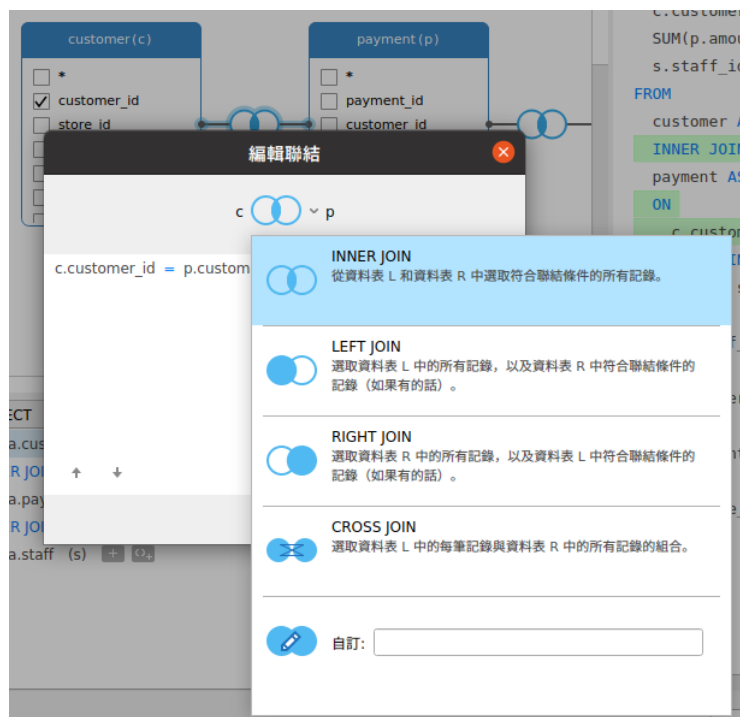 customer(c)
payment(p)
*
customer_id
store_id
*
payment_id
customer_id
SUM(p.amou
s.staff_id
FROM
customer A
INNER JOIN
payment AS
ON
c.custom
編輯聯結
c
p
c.customer_id = p.custom
INNER JOIN
從資料表 L 和資料表 R 中選取符合聯結條件的所有記錄。
LEFT JOIN
選取資料表 L 中的所有記錄，以及資料表 R 中符合聯結條件的
記錄（如果有的話）。
RIGHT JOIN
選取資料表 R 中的所有記錄，以及資料表 L 中符合聯結條件的
記錄（如果有的話）。
CROSS JOIN
選取資料表 L 中的每筆記錄與資料表 R 中的所有記錄的組合。
自訂:
ECT
a.cus
R JOI
a.pay
R JOI
a.staff (s)